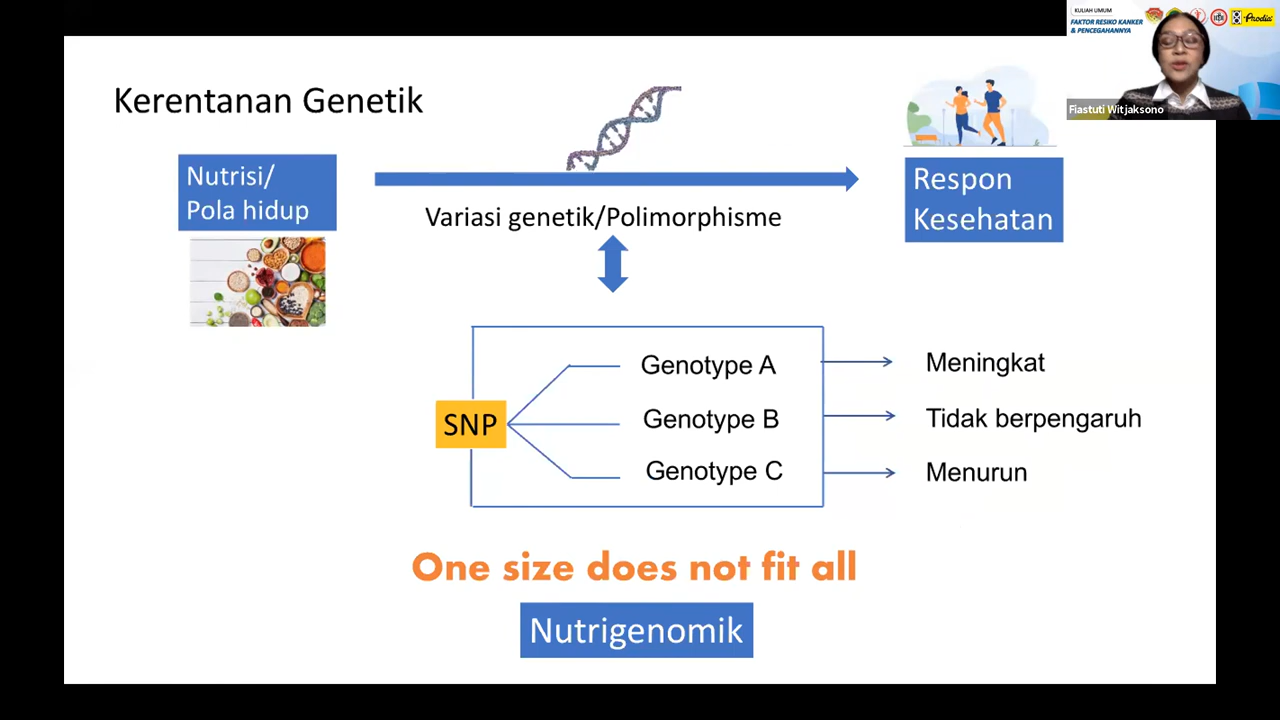 KULIAH UMUM
FAKTOR RESIKO KANKER
& PENCEGAHANNYA
Prodia
Fiastuti Witjaksono
Kerentanan Genetik
Nutrisi/
Pola hidup
Variasi genetik/Polimorphisme
Respon
Kesehatan
SNP
Genotype A
Meningkat
Genotype B
Tidak berpengaruh
Genotype C
Menurun
One size does not fit all
Nutrigenomik